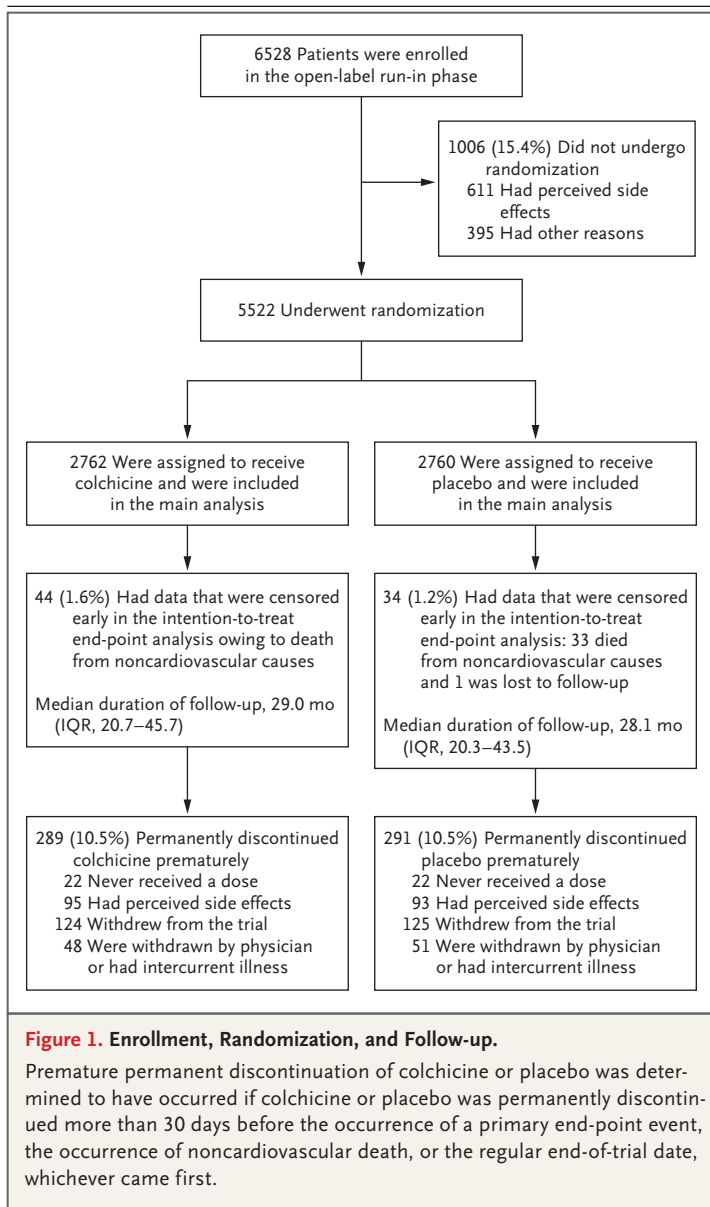 6528 Patients were enrolled
in the open-label run-in phase
1006 (15.4%) Did not undergo
randomization
611 Had perceived side
effects
395 Had other reasons
5522 Underwent randomization
2762 Were assigned to receive
colchicine and were included
in the main analysis
2760 Were assigned to receive
placebo and were included
in the main analysis
44 (1.6%) Had data that were censored
early in the intention-to-treat
end-point analysis owing to death
from noncardiovascular causes
Median duration of follow-up, 29.0 mo
(IQR, 20.7–45.7)
34 (1.2%) Had data that were censored
early in the intention-to-treat
end-point analysis: 33 died
from noncardiovascular causes
and 1 was lost to follow-up
Median duration of follow-up, 28.1 mo
(IQR, 20.3–43.5)
289 (10.5%) Permanently discontinued
colchicine prematurely
22 Never received a dose
95 Had perceived side effects
124 Withdrew from the trial
48 Were withdrawn by physician
or had intercurrent illness
291 (10.5%) Permanently discontinued
placebo prematurely
22 Never received a dose
93 Had perceived side effects
125 Withdrew from the trial
51 Were withdrawn by physician
or had intercurrent illness
Figure 1. Enrollment, Randomization, and Follow-up.
Premature permanent discontinuation of colchicine or placebo was deter-
mined to have occurred if colchicine or placebo was permanently discontin-
ued more than 30 days before the occurrence of a primary end-point event,
the occurrence of noncardiovascular death, or the regular end-of-trial date,
whichever came first.